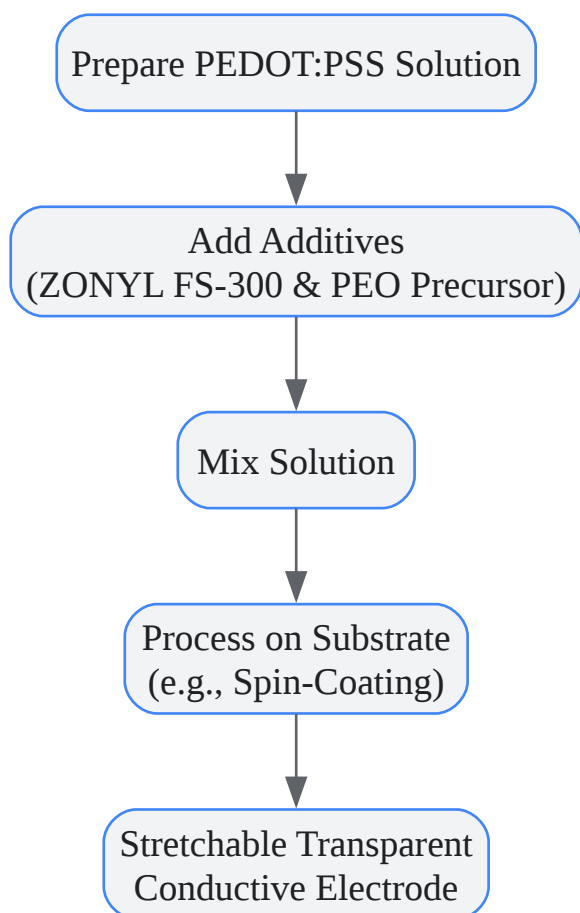 Prepare PEDOT:PSS Solution
Add Additives
(ZONYL FS-300 & PEO Precursor)
Mix Solution
Process on Substrate
(e.g., Spin-Coating)
Stretchable Transparent
Conductive Electrode